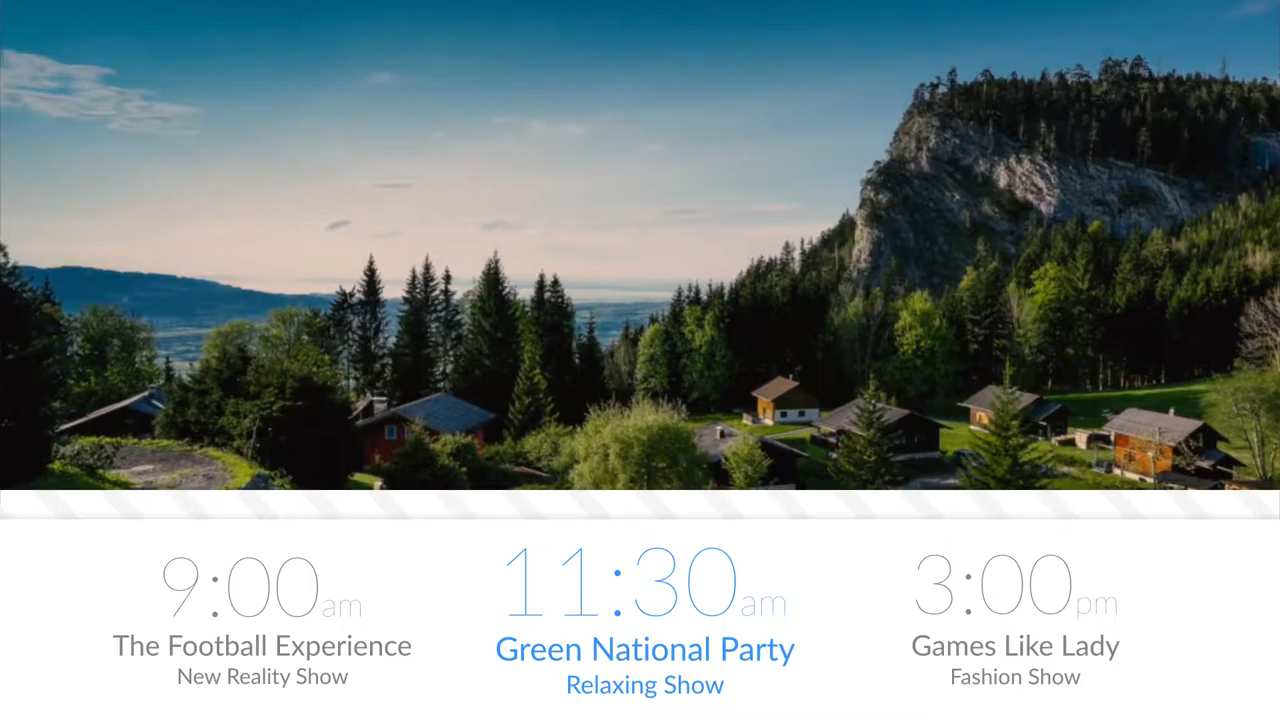 9:00am
The Football Experience
New Reality Show
11:30am
Green National Party
Relaxing Show
3:00pm
Games Like Lady
Fashion Show